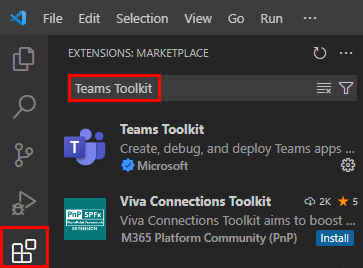 File Edit Selection View Go Run
EXTENSIONS: MARKETPLACE
Teams Toolkit
Teams Toolkit
Create, debug, and deploy Teams apps ...
Microsoft
Viva Connections Toolkit 2K 5
Viva Connections Toolkit aims to boost ...
M365 Platform Community (PnP) Install
PnP SPFx
EXTENSION